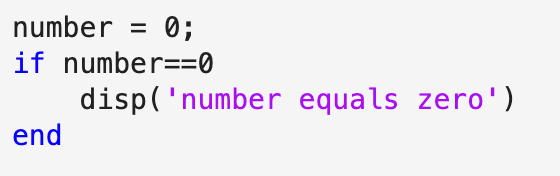 number = 0;
if number==0
    disp('number equals zero')
end